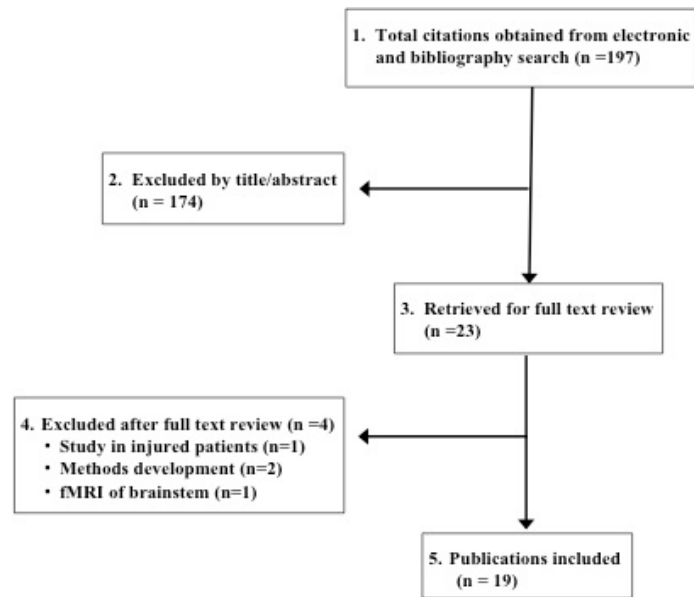 1. Total citations obtained from electronic
and bibliography search (n =197)
2. Excluded by title/abstract
(n = 174)
3. Retrieved for full text review
(n =23)
4. Excluded after full text review (n =4)
• Study in injured patients (n=1)
• Methods development (n=2)
• fMRI of brainstem (n=1)
5. Publications included
(n = 19)